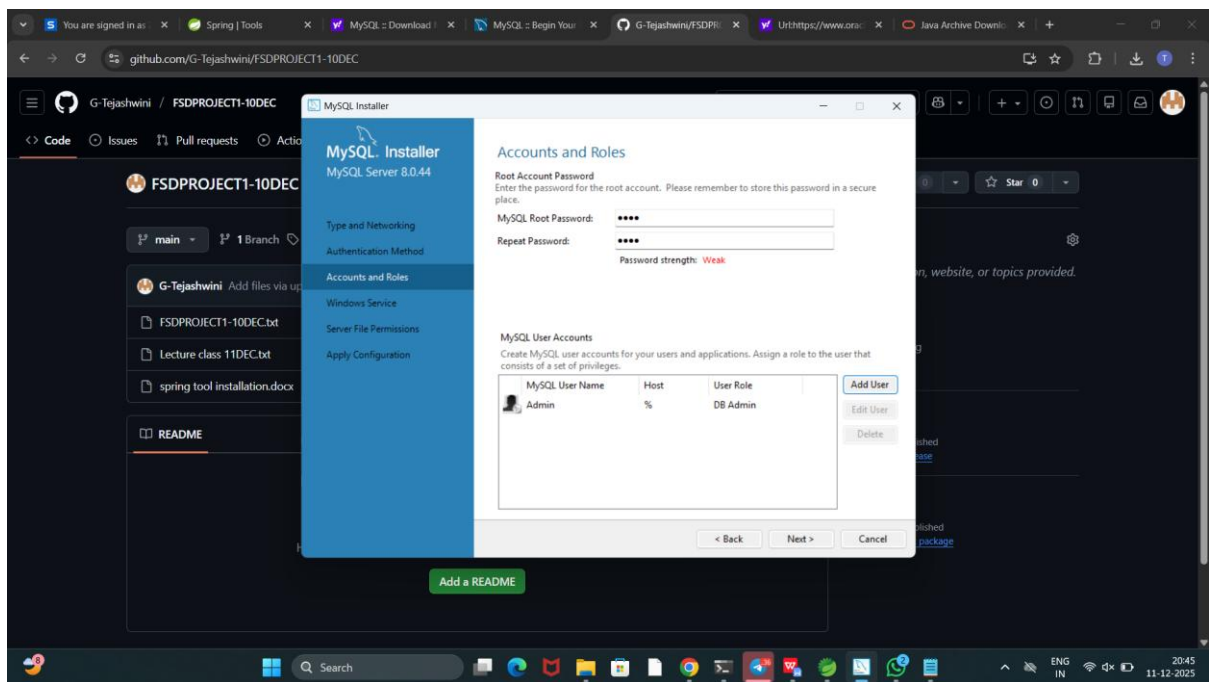 You are signed in as
Spring | Tools
MySQL :: Download
MySQL :: Begin Your
G-Tejashwini/FSDPR
Url:https://www.orac
Java Archive Downlo
github.com/G-Tejashwini/FSDPROJECT1-10DEC
G-Tejashwini / FSDPROJECT1-10DEC
Code
Issues
Pull requests
Actio
FSDPROJECT1-10DEC
0
Star 0
main
1 Branch
G-Tejashwini Add files via up
on, website, or topics provided.
FSDPROJECT1-10DEC.txt
Lecture class 11DEC.txt
spring tool installation.docx
README
Add a README
package
MySQL Installer
MySQL. Installer
MySQL Server 8.0.44
Type and Networking
Authentication Method
Accounts and Roles
Windows Service
Server File Permissions
Apply Configuration
Accounts and Roles
Root Account Password
Enter the password for the root account. Please remember to store this password in a secure
place.
MySQL Root Password: ••••
Repeat Password: ••••
Password strength: Weak
MySQL User Accounts
Create MySQL user accounts for your users and applications. Assign a role to the user that
consists of a set of privileges.
MySQL User Name Host User Role
Admin % DB Admin
Add User
Edit User
Delete
< Back
Next >
Cancel
Search
ENG
IN
20:45
11-12-2025